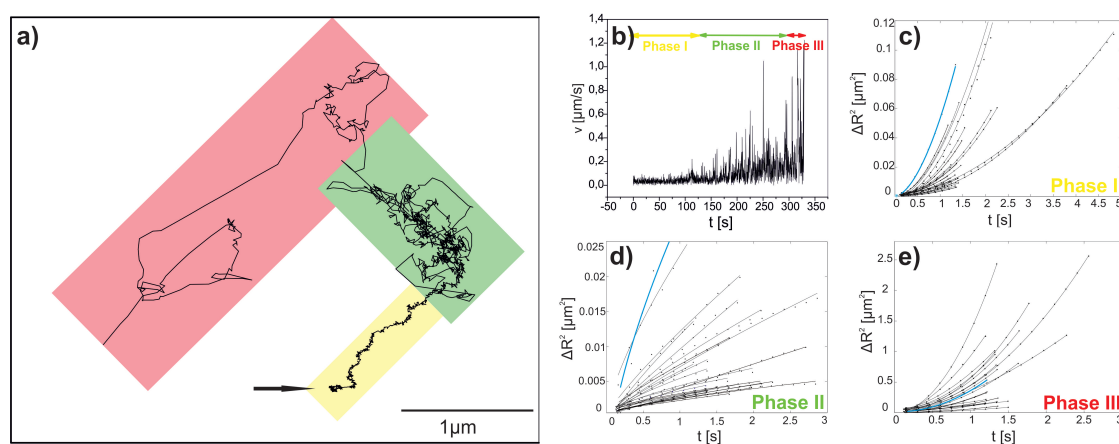 a)
1μm
b)
v [μm/s]
1,4
1,2
1,0
0,8
0,6
0,4
0,2
0,0
Phase I
Phase II
Phase III
-50 0 50 100 150 200 250 300 350
t [s]
c)
ΔR² [μm²]
0.12
0.1
0.08
0.06
0.04
0.02
0
Phase I
0 0.5 1 1.5 2 2.5 3 3.5 4 4.5 5
t [s]
d)
ΔR² [μm²]
0.025
0.02
0.015
0.01
0.005
0
Phase II
0 0.5 1 1.5 2 2.5 3
t [s]
e)
ΔR² [μm²]
2.5
2
1.5
1
0.5
0
Phase III
0 0.5 1 1.5 2 2.5 3
t [s]